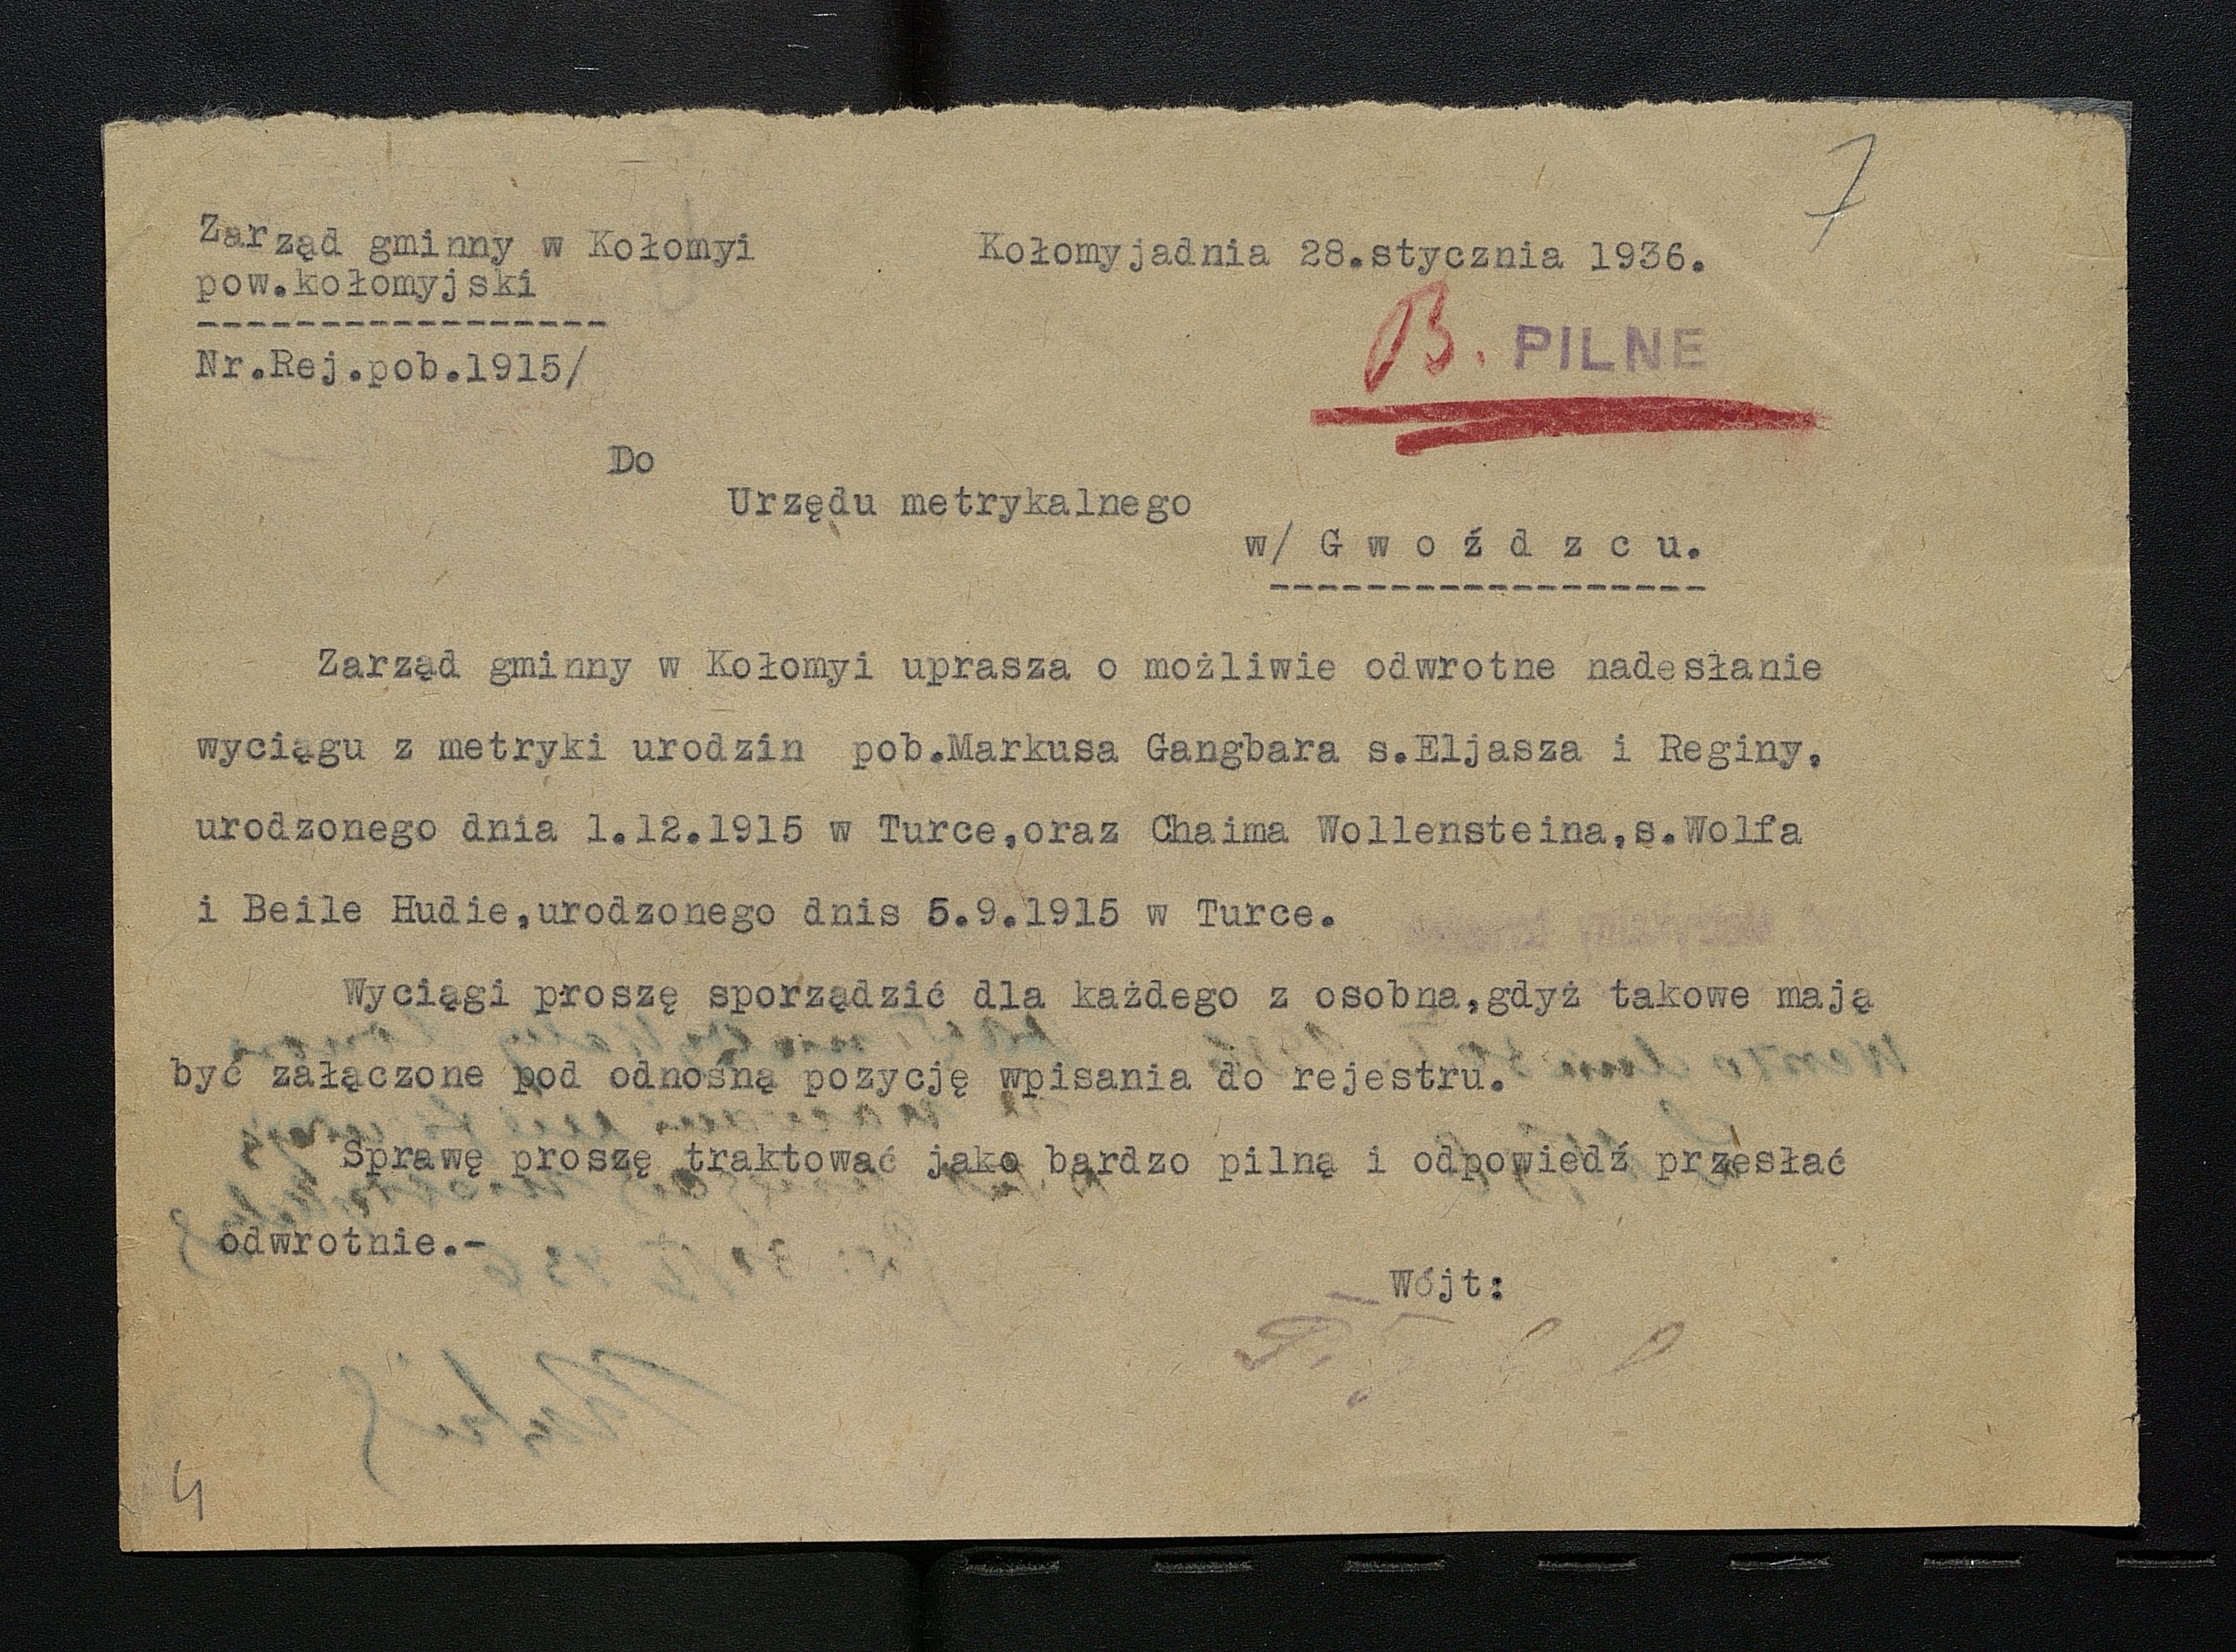 7
Zarząd gminny w Kołomyi
Kołomyjadnia 28.stycznia 1936.
pow.kołomyjski
------------------
B. PILNE
Nr.Rej.pob.1915/
Do
Urzędu metrykalnego
w/ G w o ź d z c u.
------------------
Zarząd gminny w Kołomyi uprasza o możliwie odwrotne nadesłanie
wyciągu z metryki urodzin pob.Markusa Gangbara s.Eljasza i Reginy,
urodzonego dnia 1.12.1915 w Turce,oraz Chaima Wollensteina,s.Wolfa
i Beile Hudie,urodzonego dnis 5.9.1915 w Turce.
Wyciągi proszę sporządzić dla każdego z osobna,gdyż takowe mają
być załączone pod odnośną pozycję wpisania do rejestru.
Sprawę proszę traktować jako bardzo pilną i odpowiedź przesłać
odwrotnie.-
Wójt:
4